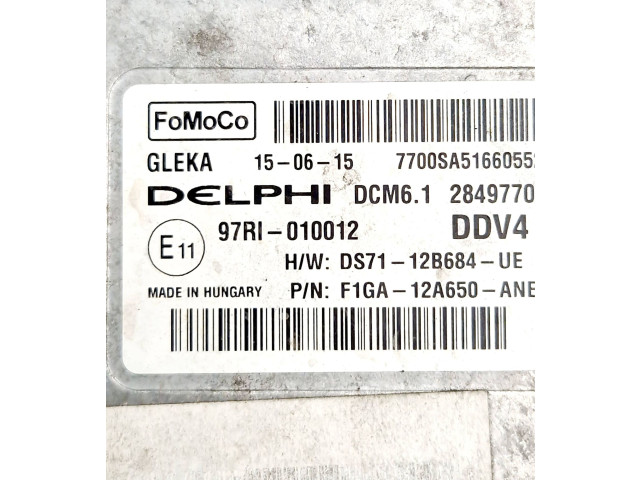 FoMoCo
GLEKA 15-06-15 7700SA5166055
DELPHI DCM6.1 2849770
97RI-010012 DDV4
E11
H/W: DS71-12B684-UE
MADE IN HUNGARY P/N: F1GA-12A650-ANE